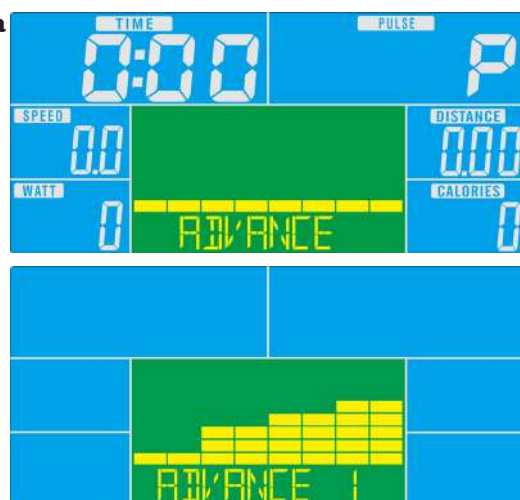 a
TIME PULSE
0:00 P
SPEED DISTANCE
0.0 0.00
WATT CALORIES
0 0
ADVANCE
ADVANCE 1